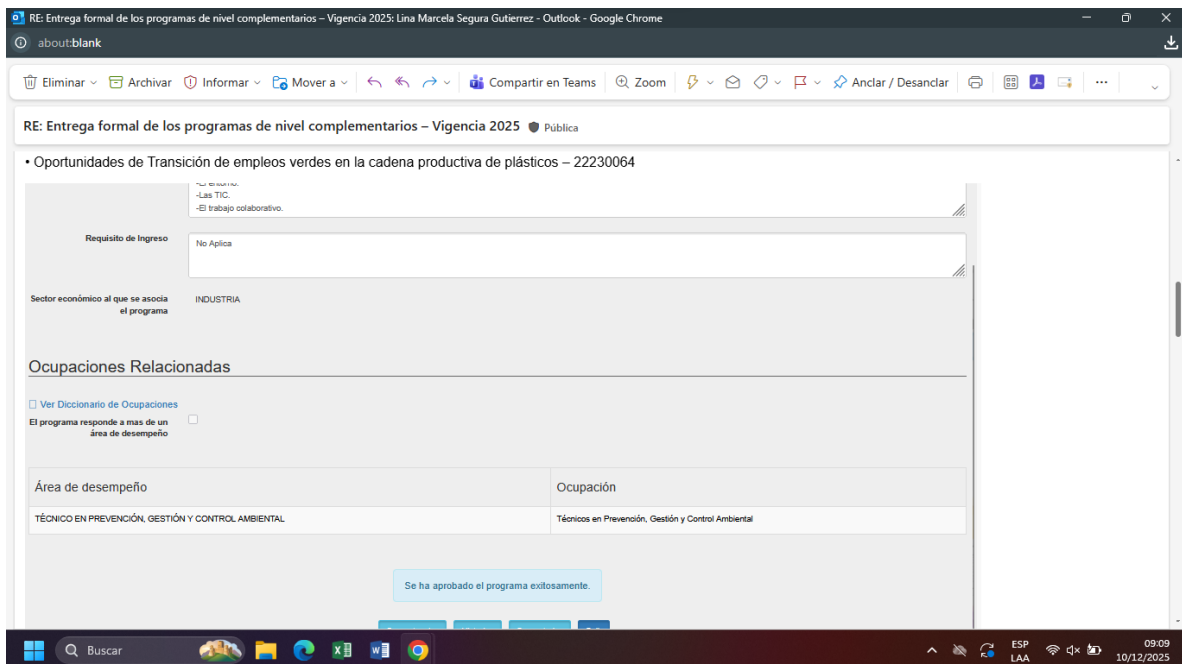 RE: Entrega formal de los programas de nivel complementarios – Vigencia 2025: Lina Marcela Segura Gutierrez - Outlook - Google Chrome
about:blank
Eliminar Archivar Informar Mover a Compartir en Teams Zoom Anclar / Desanclar
RE: Entrega formal de los programas de nivel complementarios – Vigencia 2025 Pública
• Oportunidades de Transición de empleos verdes en la cadena productiva de plásticos – 22230064
-Las TIC.
-El trabajo colaborativo.
Requisito de Ingreso
No Aplica
Sector económico al que se asocia
el programa
INDUSTRIA
Ocupaciones Relacionadas
Ver Diccionario de Ocupaciones
El programa responde a mas de un
área de desempeño
Área de desempeño Ocupación
TÉCNICO EN PREVENCIÓN, GESTIÓN Y CONTROL AMBIENTAL Técnicos en Prevención, Gestión y Control Ambiental
Se ha aprobado el programa exitosamente.
Buscar
ESP
LAA
09:09
10/12/2025